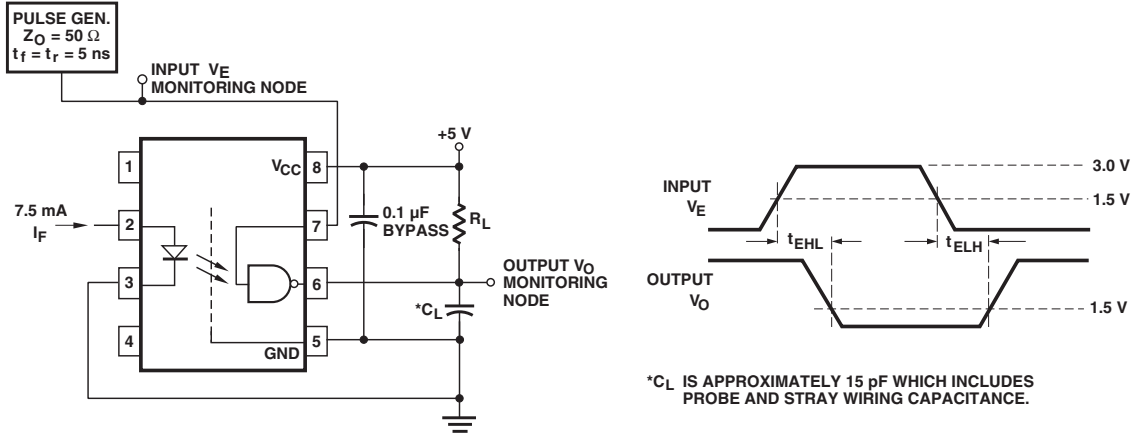 PULSE GEN.
ZO = 50 Ω
tf = tr = 5 ns
INPUT VE
MONITORING NODE
+5 V
1
VCC
8
7.5 mA
IF
2
7
0.1 µF
BYPASS
RL
3
6
OUTPUT VO
MONITORING
NODE
*CL
4
GND
5
INPUT
VE
3.0 V
1.5 V
tEHL
tELH
OUTPUT
VO
1.5 V
*CL IS APPROXIMATELY 15 pF WHICH INCLUDES
PROBE AND STRAY WIRING CAPACITANCE.